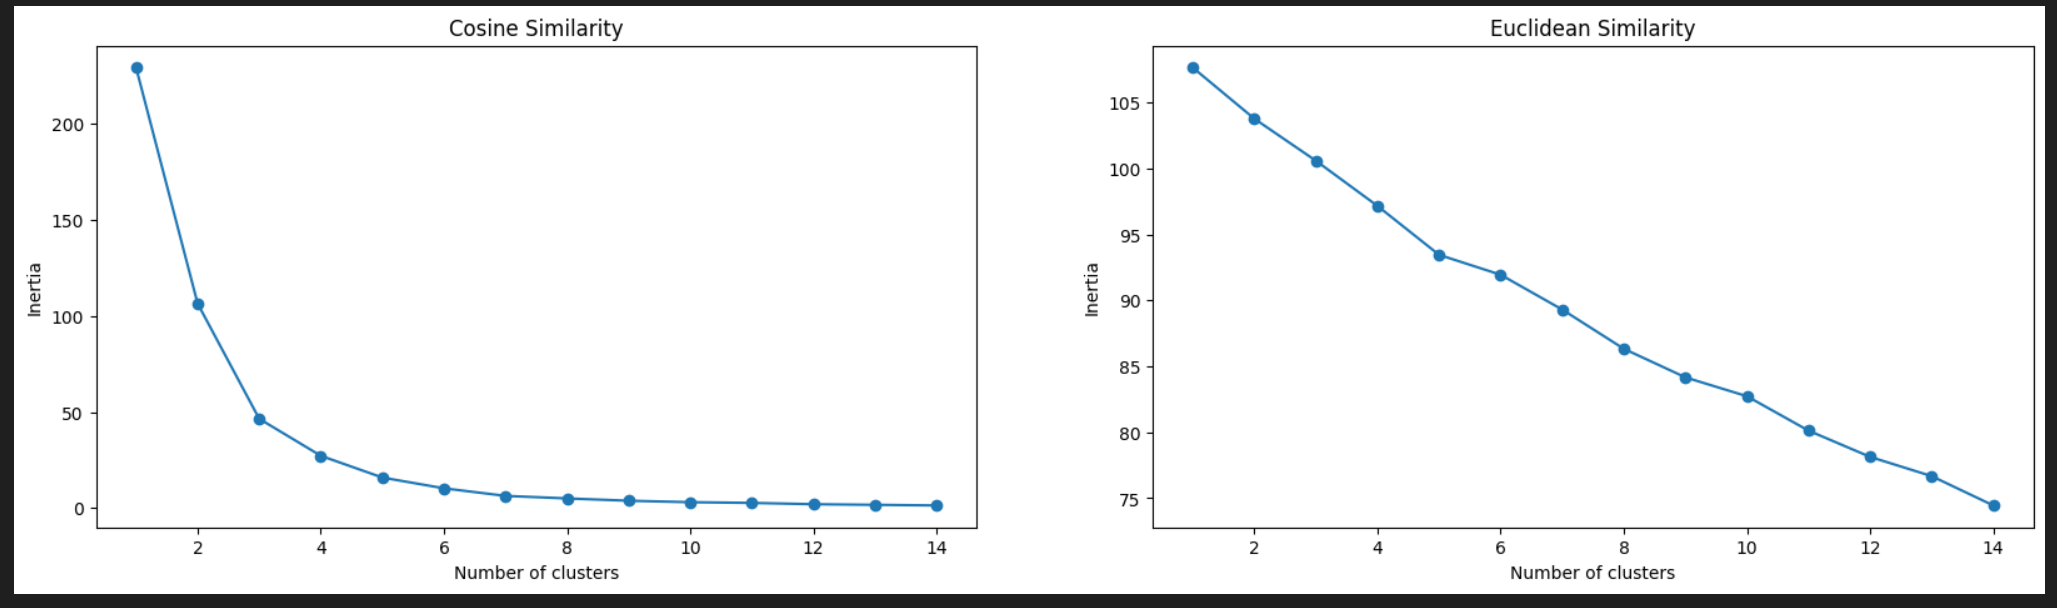 Cosine Similarity
Inertia
200
150
100
50
0
2 4 6 8 10 12 14
Number of clusters
Euclidean Similarity
Inertia
105
100
95
90
85
80
75
2 4 6 8 10 12 14
Number of clusters